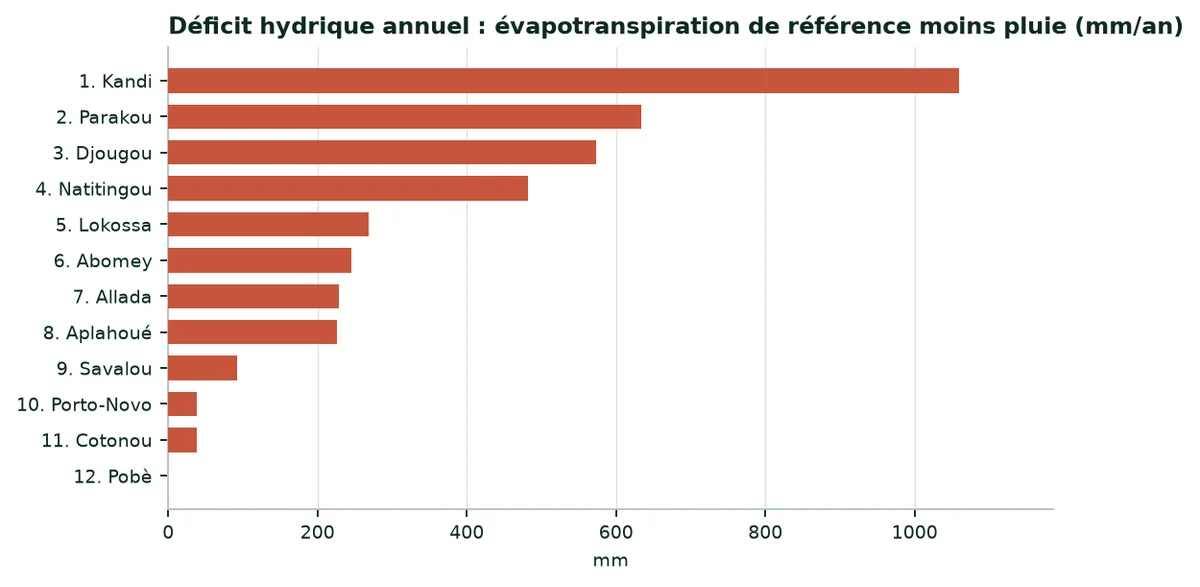 Déficit hydrique annuel : évapotranspiration de référence moins pluie (mm/an)
1. Kandi
2. Parakou
3. Djougou
4. Natitingou
5. Lokossa
6. Abomey
7. Allada
8. Aplahoué
9. Savalou
10. Porto-Novo
11. Cotonou
12. Pobè
0 200 400 600 800 1000
mm